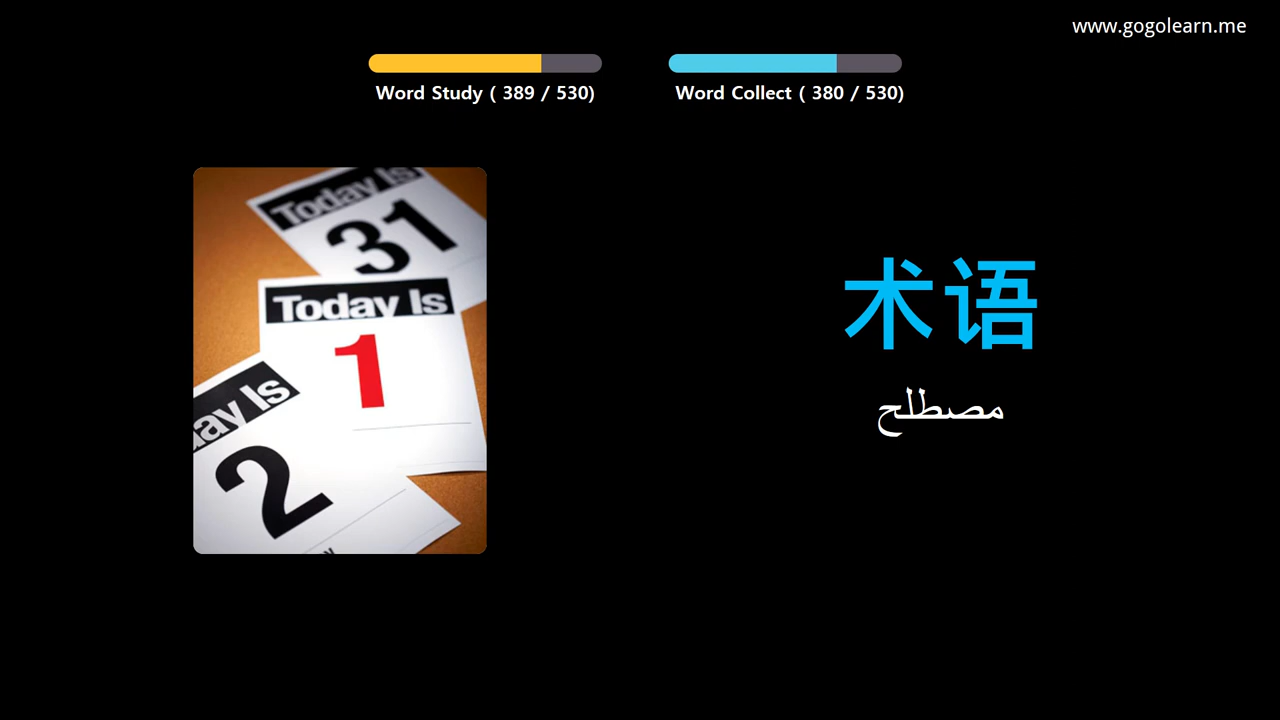 www.gogolearn.me
Word Study ( 389 / 530)
Word Collect ( 380 / 530)
Today Is
31
Today Is
1
ay Is
2
术语
مصطلح